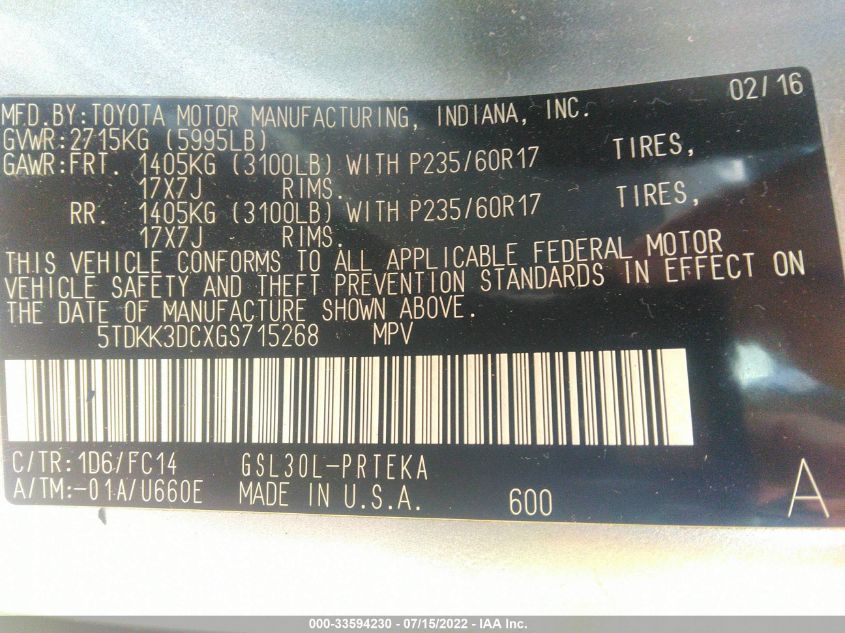 02/16
MFD.BY:TOYOTA MOTOR MANUFACTURING, INDIANA, INC.
GVWR:2715KG (5995LB)
GAWR:FRT. 1405KG (3100LB) WITH P235/60R17 TIRES,
17X7J RIMS.
RR. 1405KG (3100LB) WITH P235/60R17 TIRES,
17X7J RIMS.
THIS VEHICLE CONFORMS TO ALL APPLICABLE FEDERAL MOTOR
VEHICLE SAFETY AND THEFT PREVENTION STANDARDS IN EFFECT ON
THE DATE OF MANUFACTURE SHOWN ABOVE.
5TDKK3DCXGS715268 MPV
C/TR:1D6/FC14 GSL30L-PRTEKA
A/TM:-01A/U660E MADE IN U.S.A. 600 A
000-33594230 - 07/15/2022 - IAA Inc.